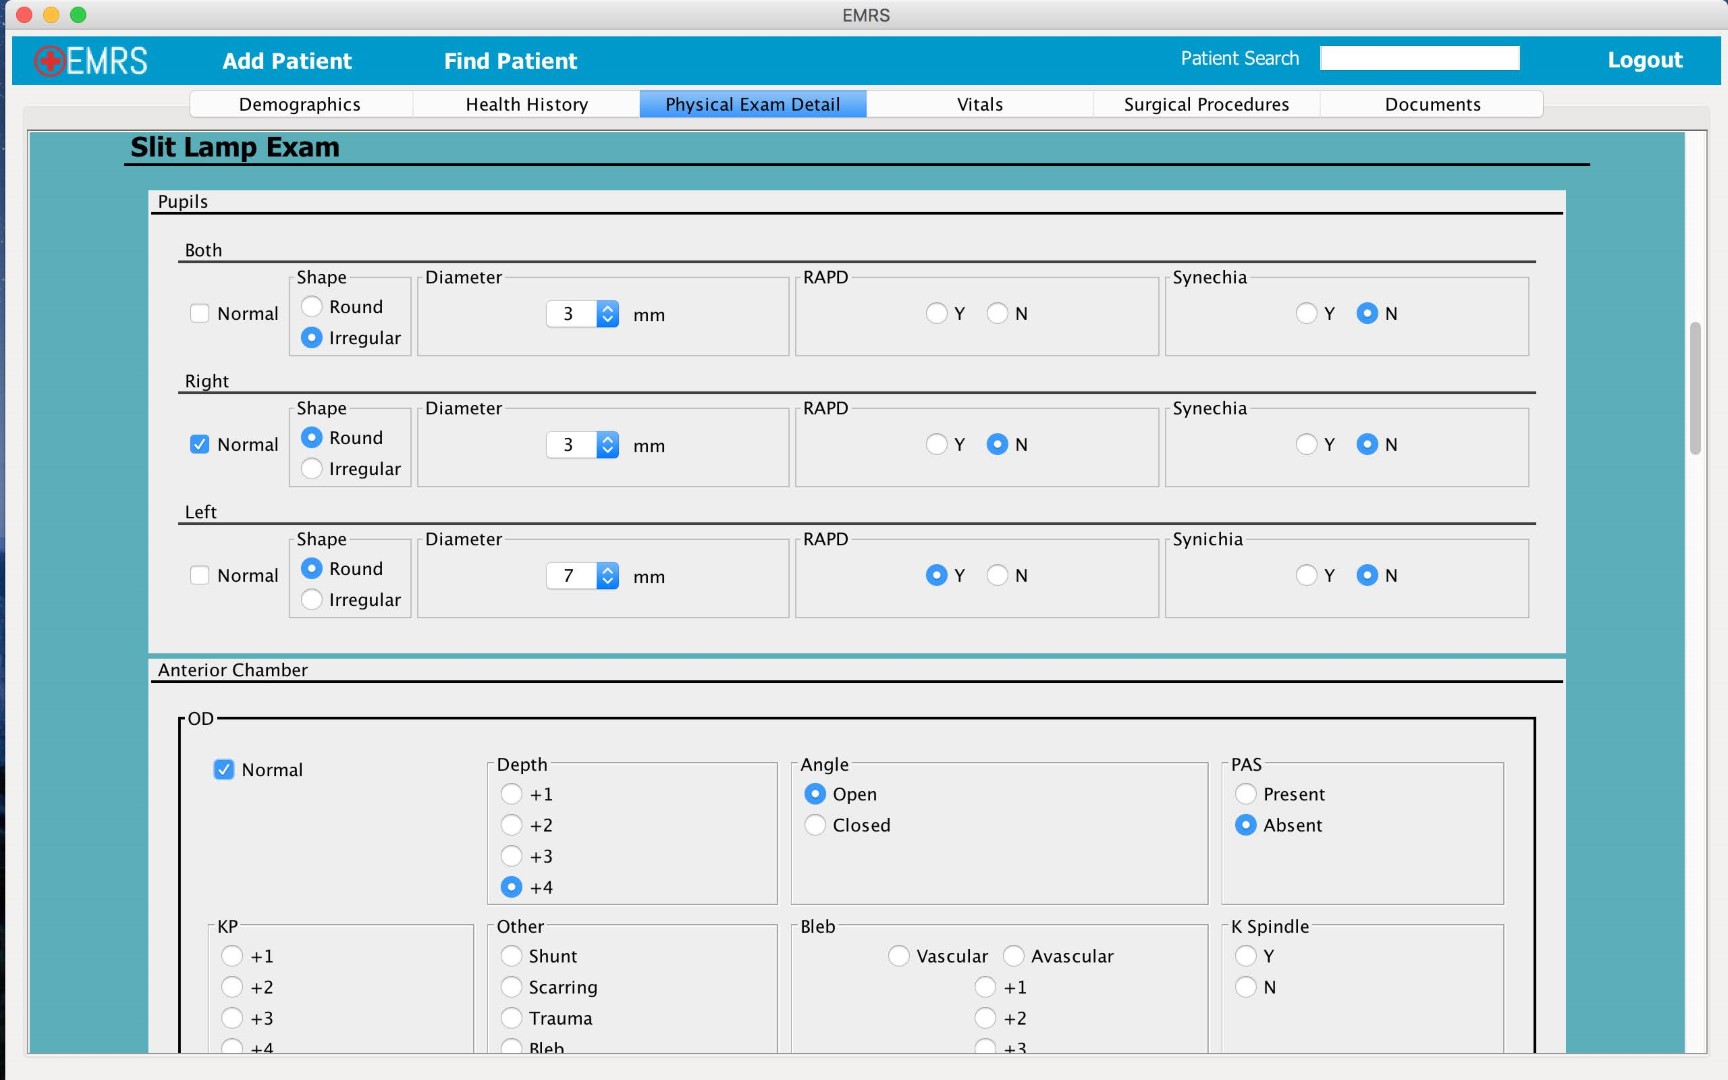 EMRS
EMRS Add Patient Find Patient Patient Search Logout
Demographics Health History Physical Exam Detail Vitals Surgical Procedures Documents
Slit Lamp Exam
Pupils
Both
Shape Diameter RAPD Synechia
Normal Round 3 mm Y N Y N
Irregular
Right
Shape Diameter RAPD Synechia
Normal Round 3 mm Y N Y N
Irregular
Left
Shape Diameter RAPD Synichia
Normal Round 7 mm Y N Y N
Irregular
Anterior Chamber
OD
Normal Depth Angle PAS
+1 Open Present
+2 Closed Absent
+3
+4
KP Other Bleb K Spindle
+1 Shunt Vascular Avascular Y
+2 Scarring +1 N
+3 Trauma +2
+4 Bleb +3